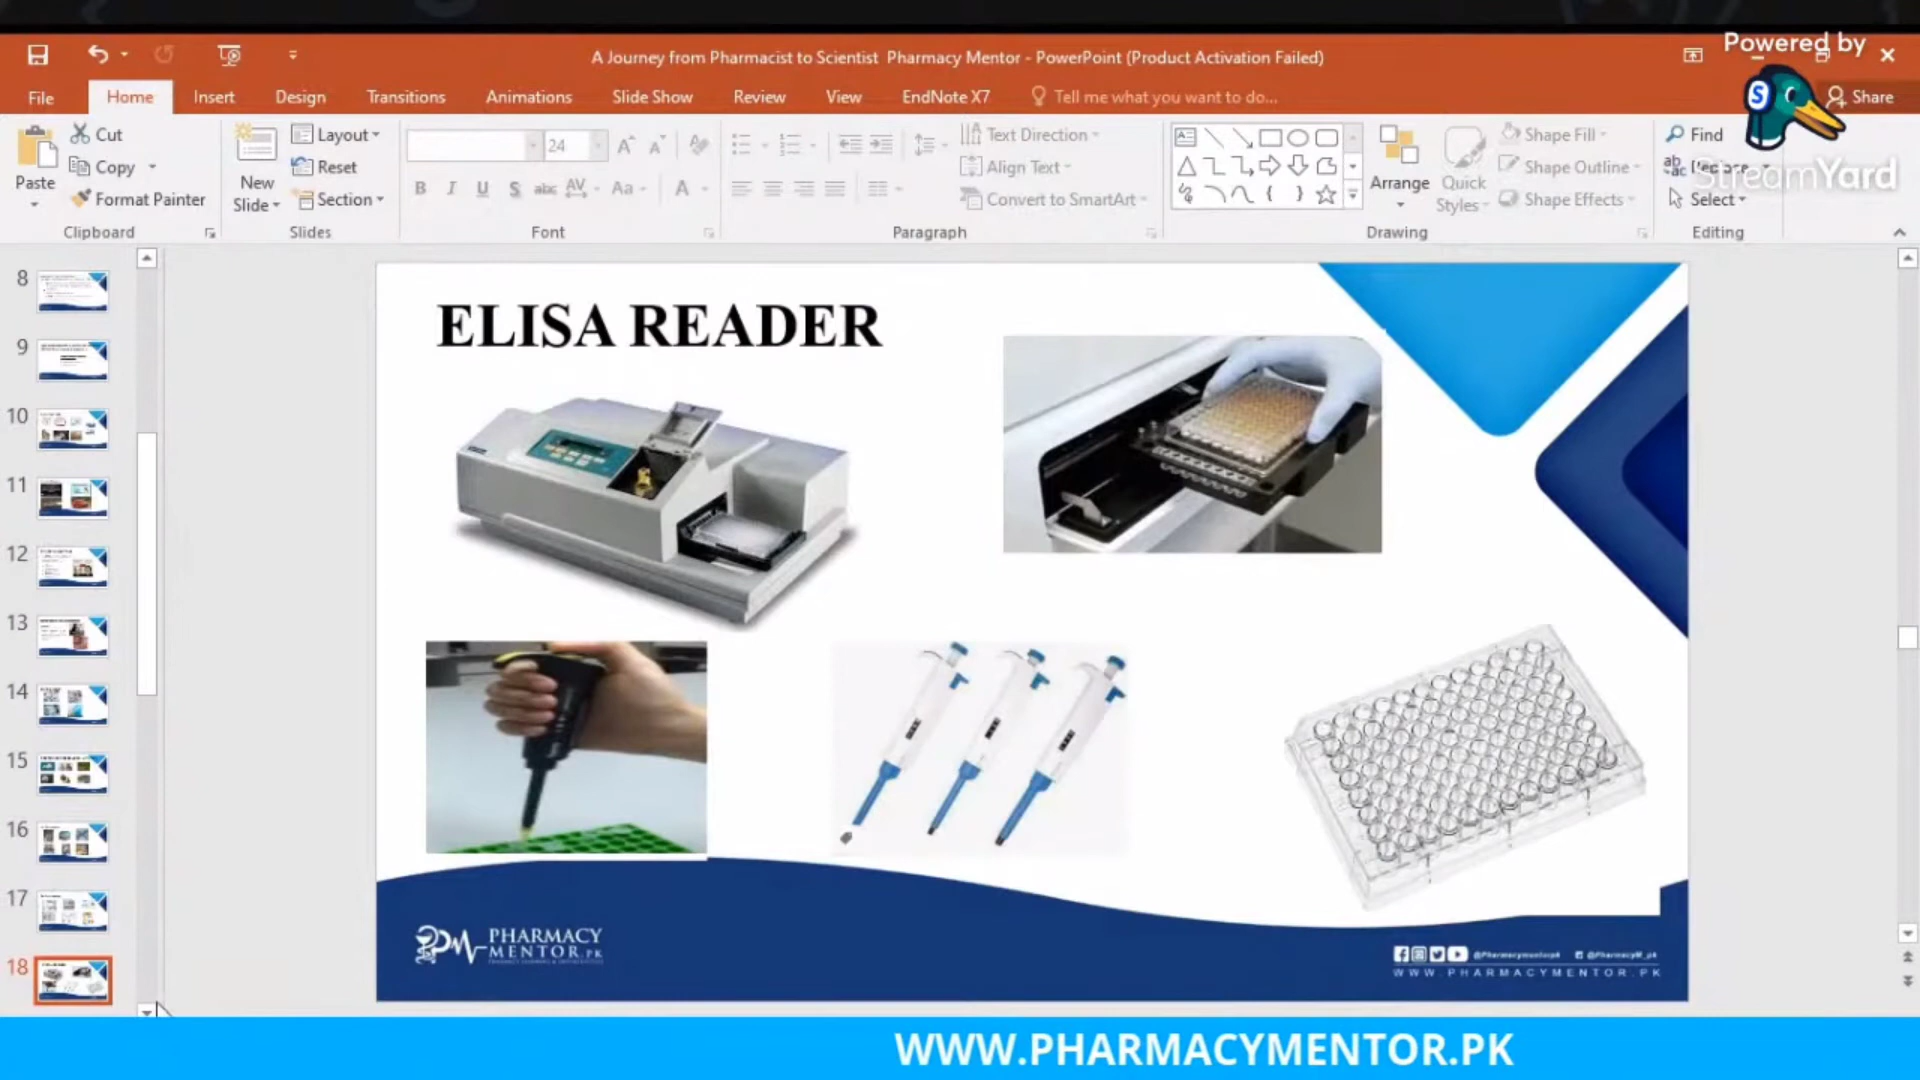 A Journey from Pharmacist to Scientist Pharmacy Mentor - PowerPoint (Product Activation Failed)
Powered by
StreamYard
File Home Insert Design Transitions Animations Slide Show Review View EndNote X7 Tell me what you want to do... Share
Paste
Cut
Copy
Format Painter
Clipboard
New Slide
Layout
Reset
Section
Slides
24
Font
Text Direction
Align Text
Convert to SmartArt
Paragraph
Arrange
Quick Styles
Shape Fill
Shape Outline
Shape Effects
Drawing
Find
Replace
Select
Editing
8
9
10
11
12
13
14
15
16
17
18
ELISA READER
PHARMACY
MENTOR.PK
@Pharmacymentorpk @PharmacyM_pk
WWW.PHARMACYMENTOR.PK
WWW.PHARMACYMENTOR.PK